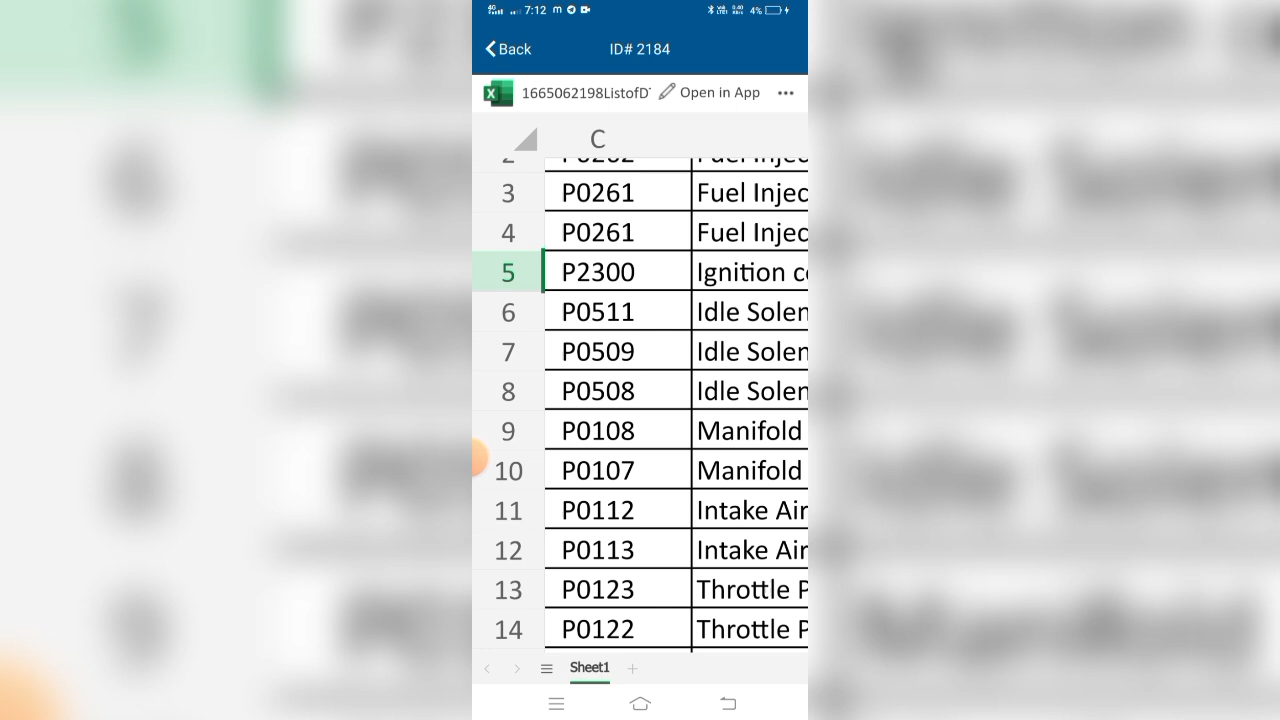 4G 7:12 4%
Back ID# 2184
1665062198ListofD Open in App
C
3 P0261 Fuel Injec
4 P0261 Fuel Injec
5 P2300 Ignition c
6 P0511 Idle Solen
7 P0509 Idle Solen
8 P0508 Idle Solen
9 P0108 Manifold
10 P0107 Manifold
11 P0112 Intake Air
12 P0113 Intake Air
13 P0123 Throttle P
14 P0122 Throttle P
Sheet1